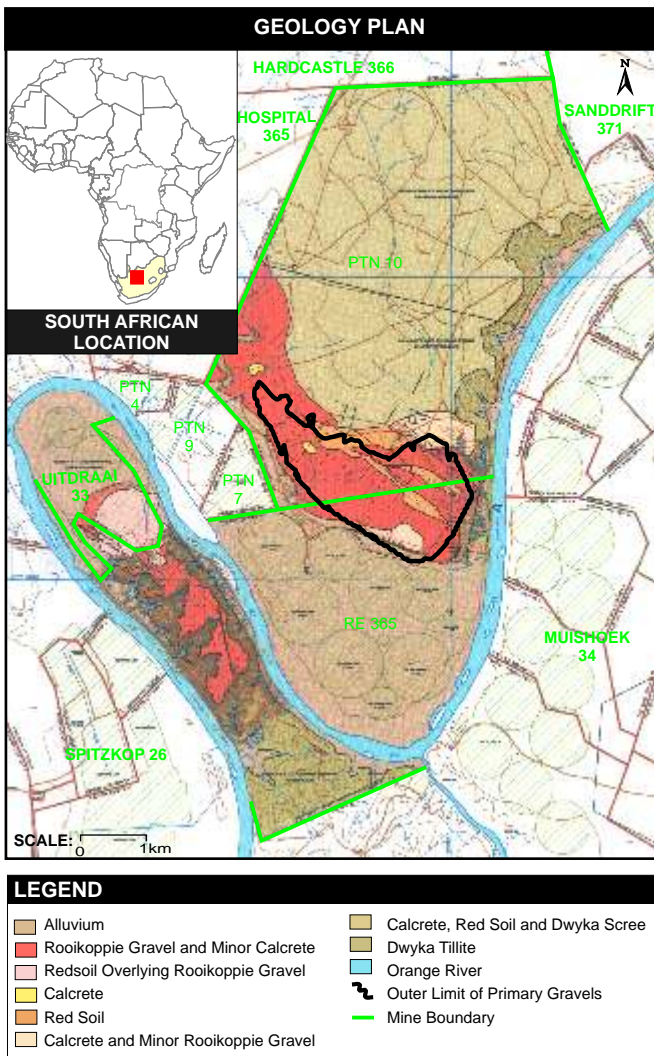 GEOLOGY PLAN
HARDCASTLE 366
N
HOSPITAL
365
SANDDRIFT
371
PTN 10
SOUTH AFRICAN
LOCATION
PTN
4
PTN
9
PTN
7
UITDRAAI
33
RE 365
MUISHOEK
34
SPITZKOP 26
SCALE:
0 1km
LEGEND
Alluvium
Rooikoppie Gravel and Minor Calcrete
Redsoil Overlying Rooikoppie Gravel
Calcrete
Red Soil
Calcrete and Minor Rooikoppie Gravel
Calcrete, Red Soil and Dwyka Scree
Dwyka Tillite
Orange River
Outer Limit of Primary Gravels
Mine Boundary